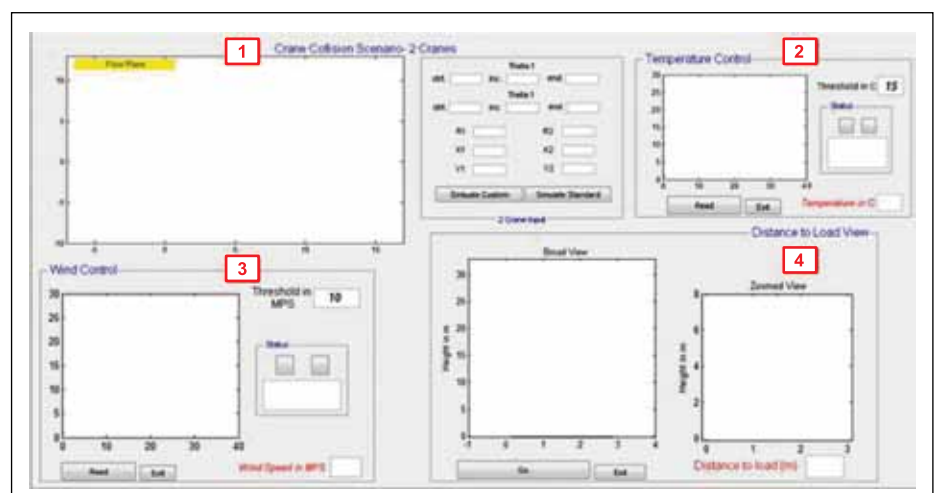 1
Crane Collision Scenario- 2 Cranes
Floor Plane
10
5
0
-5
-10
-5 0 5 10 15
Theta 1
strt. inc. end
Theta 1
strt. inc. end
R1 R2
X1 X2
Y1 Y2
Simulate Custom Simulate Standard
2 Crane Input
2
Temperature Control
30
25
20
15
10
5
0
0 10 20 30 40
Threshold in C 15
Status
Read Exit
Temperature in C
3
Wind Control
30
25
20
15
10
5
0
0 10 20 30 40
Threshold in MPS 10
Status
Read Exit
Wind Speed in MPS
4
Distance to Load View
Broad View
Height in m
30
25
20
15
10
5
0
-1 0 1 2 3 4
Go Exit
Zoomed View
Height in m
8
6
4
2
0
0 1 2 3
Distance to load (m)